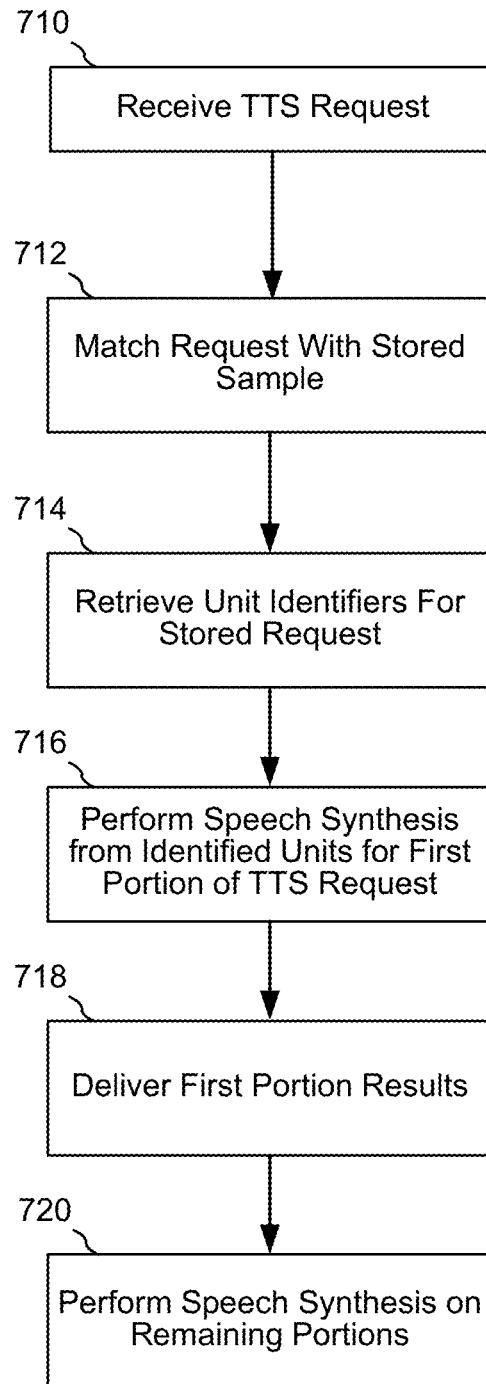 710
Receive TTS Request
712
Match Request With Stored
Sample
714
Retrieve Unit Identifiers For
Stored Request
716
Perform Speech Synthesis
from Identified Units for First
Portion of TTS Request
718
Deliver First Portion Results
720
Perform Speech Synthesis on
Remaining Portions